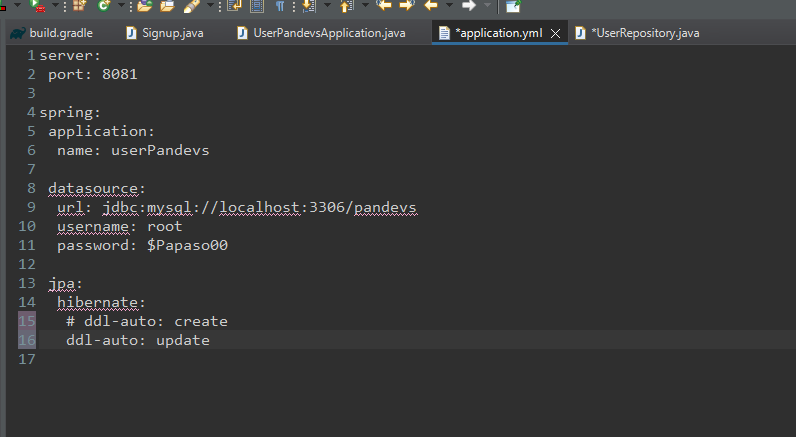 build.gradle Signup.java UserPandevsApplication.java *application.yml *UserRepository.java
1 server:
2 port: 8081
3
4 spring:
5 application:
6 name: userPandevs
7
8 datasource:
9 url: jdbc:mysql://localhost:3306/pandevs
10 username: root
11 password: $Papaso00
12
13 jpa:
14 hibernate:
15 # ddl-auto: create
16 ddl-auto: update
17